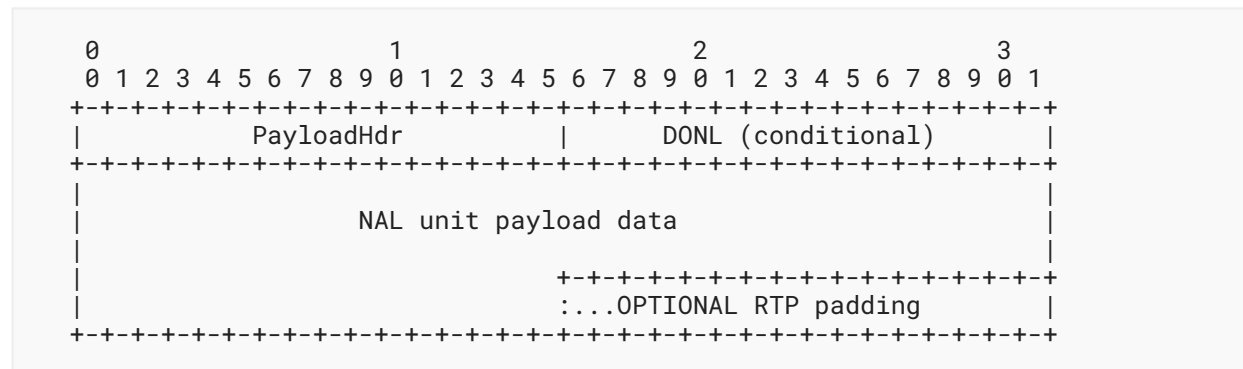 0                   1                   2                   3
 0 1 2 3 4 5 6 7 8 9 0 1 2 3 4 5 6 7 8 9 0 1 2 3 4 5 6 7 8 9 0 1
+-+-+-+-+-+-+-+-+-+-+-+-+-+-+-+-+-+-+-+-+-+-+-+-+-+-+-+-+-+-+-+-+
|           PayloadHdr          |      DONL (conditional)       |
+-+-+-+-+-+-+-+-+-+-+-+-+-+-+-+-+-+-+-+-+-+-+-+-+-+-+-+-+-+-+-+-+
|                                                               |
|                  NAL unit payload data                        |
|                                                               |
|                               +-+-+-+-+-+-+-+-+-+-+-+-+-+-+-+-+
|                               :...OPTIONAL RTP padding        |
+-+-+-+-+-+-+-+-+-+-+-+-+-+-+-+-+-+-+-+-+-+-+-+-+-+-+-+-+-+-+-+-+